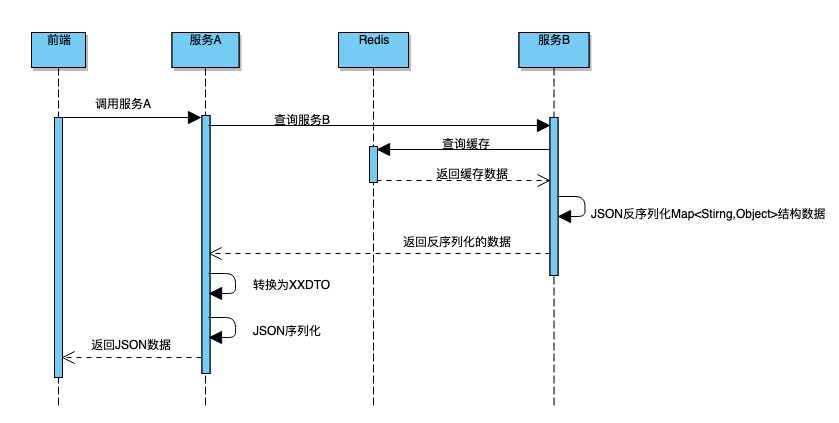 前端
服务A
Redis
服务B
调用服务A
查询服务B
查询缓存
返回缓存数据
JSON反序列化Map<Stirng,Object>结构数据
返回反序列化的数据
转换为XXDTO
JSON序列化
返回JSON数据